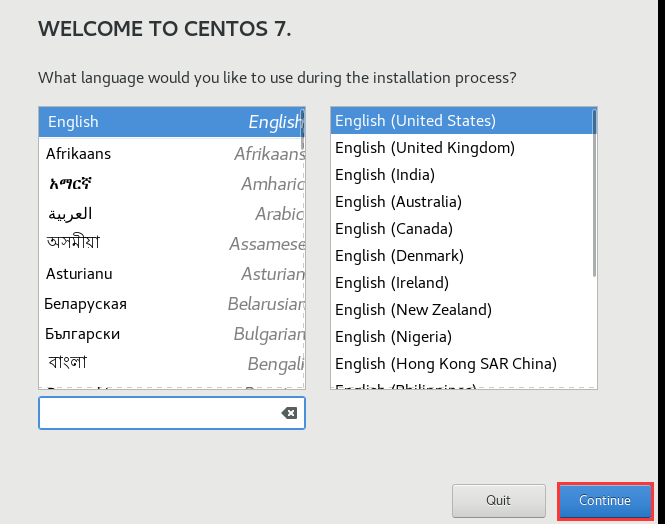 WELCOME TO CENTOS 7.
What language would you like to use during the installation process?
English English
Afrikaans Afrikaans
አማርኛ Amharic
العربية Arabic
অসমীয়া Assamese
Asturianu Asturian
Беларуская Belarusian
Български Bulgarian
বাংলা Bengali
English (United States)
English (United Kingdom)
English (India)
English (Australia)
English (Canada)
English (Denmark)
English (Ireland)
English (New Zealand)
English (Nigeria)
English (Hong Kong SAR China)
English (Philippines)
Quit Continue